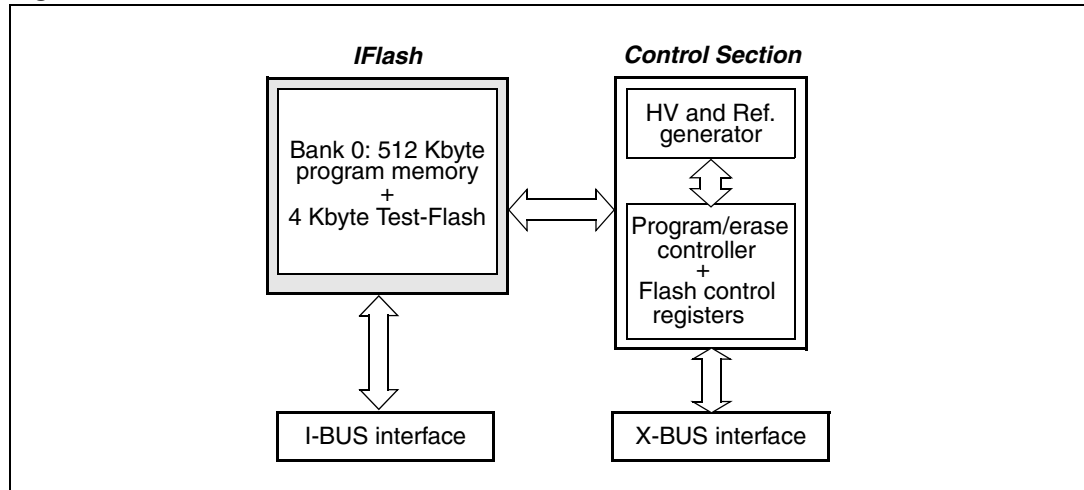 IFlash
Control Section
Bank 0: 512 Kbyte
program memory
+
4 Kbyte Test-Flash
HV and Ref.
generator
Program/erase
controller
+
Flash control
registers
I-BUS interface
X-BUS interface